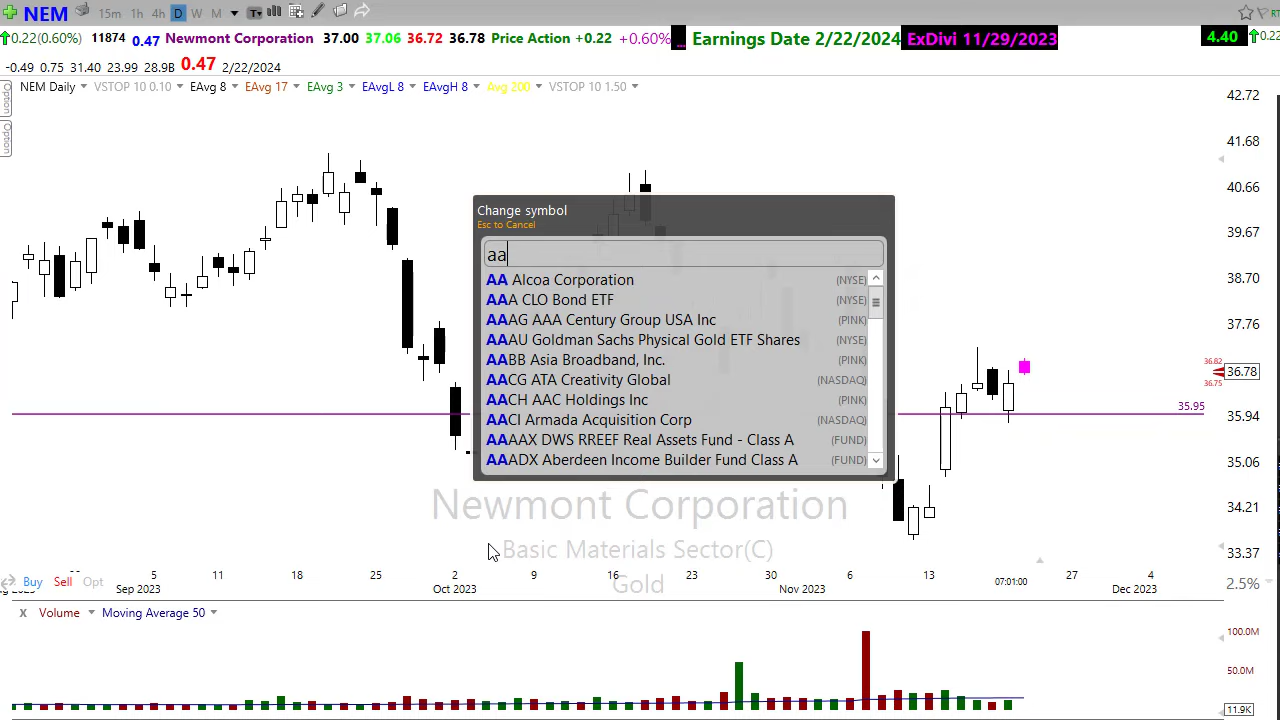 NEM 15m 1h 4h D W M
0.22(0.60%) 11874 0.47 Newmont Corporation 37.00 37.06 36.72 36.78 Price Action +0.22 +0.60% ... Earnings Date 2/22/2024 ExDivi 11/29/2023 4.40 0.22
-0.49 0.75 31.40 23.99 28.9B 0.47 2/22/2024
NEM Daily VSTOP 10 0.10 EAvg 8 EAvg 17 EAvg 3 EAvgL 8 EAvgH 8 Avg 200 VSTOP 10 1.50
Option
Option
42.72
41.68
40.66
39.67
38.70
37.76
36.82
36.78
36.75
35.95
35.94
35.06
34.21
33.37
Change symbol
Esc to Cancel
aa
AA Alcoa Corporation (NYSE)
AAA CLO Bond ETF (NYSE)
AAAG AAA Century Group USA Inc (PINK)
AAAU Goldman Sachs Physical Gold ETF Shares (NYSE)
AABB Asia Broadband, Inc. (PINK)
AACG ATA Creativity Global (NASDAQ)
AACH AAC Holdings Inc (PINK)
AACI Armada Acquisition Corp (NASDAQ)
AAAAX DWS RREEF Real Assets Fund - Class A (FUND)
AAADX Aberdeen Income Builder Fund Class A (FUND)
Newmont Corporation
Basic Materials Sector(C)
Gold
Buy Sell Opt
5 11 18 25 2 9 16 23 30 6 13 07:01:00 27 4
Sep 2023 Oct 2023 Nov 2023 Dec 2023
2.5%
X Volume Moving Average 50
100.0M
50.0M
11.9K